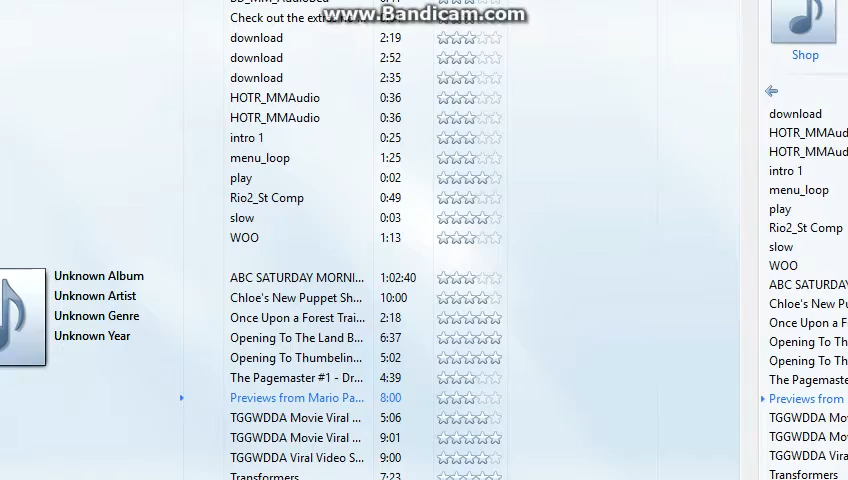 www.Bandicam.com
Check out the extra
download 2:19
download 2:52
download 2:35
HOTR_MMAudio 0:36
HOTR_MMAudio 0:36
intro 1 0:25
menu_loop 1:25
play 0:02
Rio2_St Comp 0:49
slow 0:03
WOO 1:13
Unknown Album
Unknown Artist
Unknown Genre
Unknown Year
ABC SATURDAY MORNI... 1:02:40
Chloe's New Puppet Sh... 10:00
Once Upon a Forest Trai... 2:18
Opening To The Land B... 6:37
Opening To Thumbelin... 5:02
The Pagemaster #1 - Dr... 4:39
Previews from Mario Pa... 8:00
TGGWDDA Movie Viral ... 5:06
TGGWDDA Movie Viral ... 9:01
TGGWDDA Viral Video S... 9:00
Transformers 7:23
Shop
download
HOTR_MMAud
HOTR_MMAud
intro 1
menu_loop
play
Rio2_St Comp
slow
WOO
ABC SATURDA
Chloe's New Pu
Once Upon a F
Opening To the
Opening To Th
The Pagemaste
Previews from
TGGWDDA Mo
TGGWDDA Mo
TGGWDDA Vira
Transformers